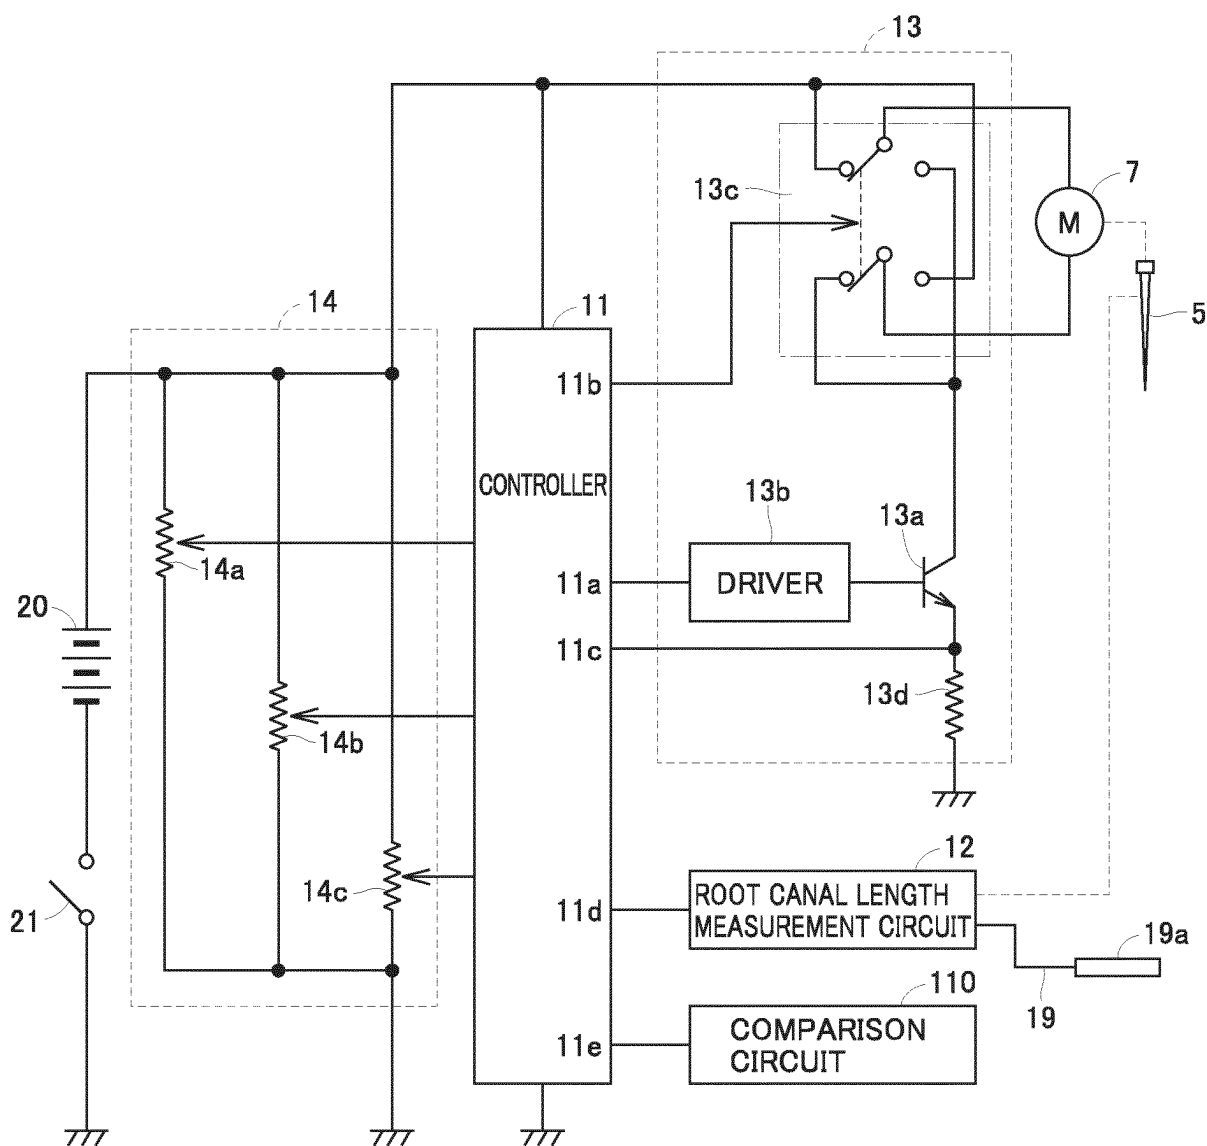 13
13c
7
M
14
11
5
11b
CONTROLLER
13b
13a
14a
11a
DRIVER
20
11c
13d
14b
12
14c
11d
ROOT CANAL LENGTH
MEASUREMENT CIRCUIT
21
19a
110
19
COMPARISON
CIRCUIT
11e